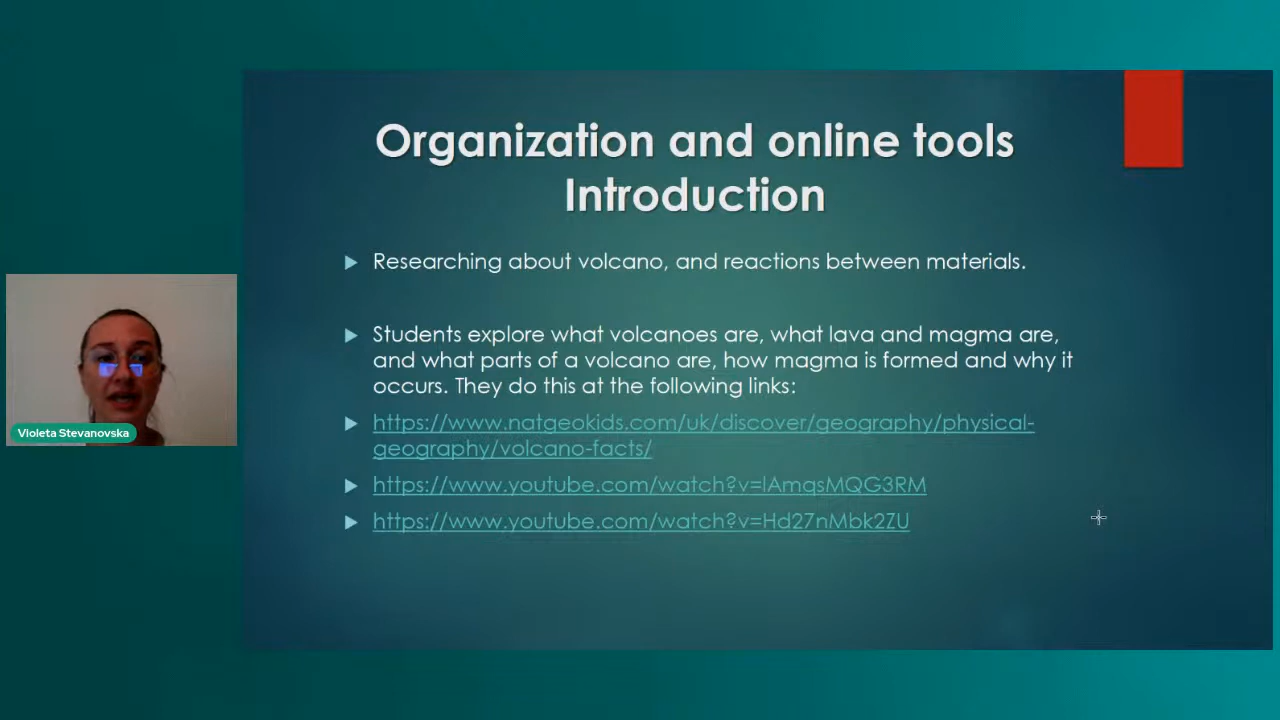 Organization and online tools
Introduction
Researching about volcano, and reactions between materials.
Students explore what volcanoes are, what lava and magma are,
and what parts of a volcano are, how magma is formed and why it
occurs. They do this at the following links:
https://www.natgeokids.com/uk/discover/geography/physical-
geography/volcano-facts/
https://www.youtube.com/watch?v=lAmqsMQG3RM
https://www.youtube.com/watch?v=Hd27nMbk2ZU
Violeta Stevanovska